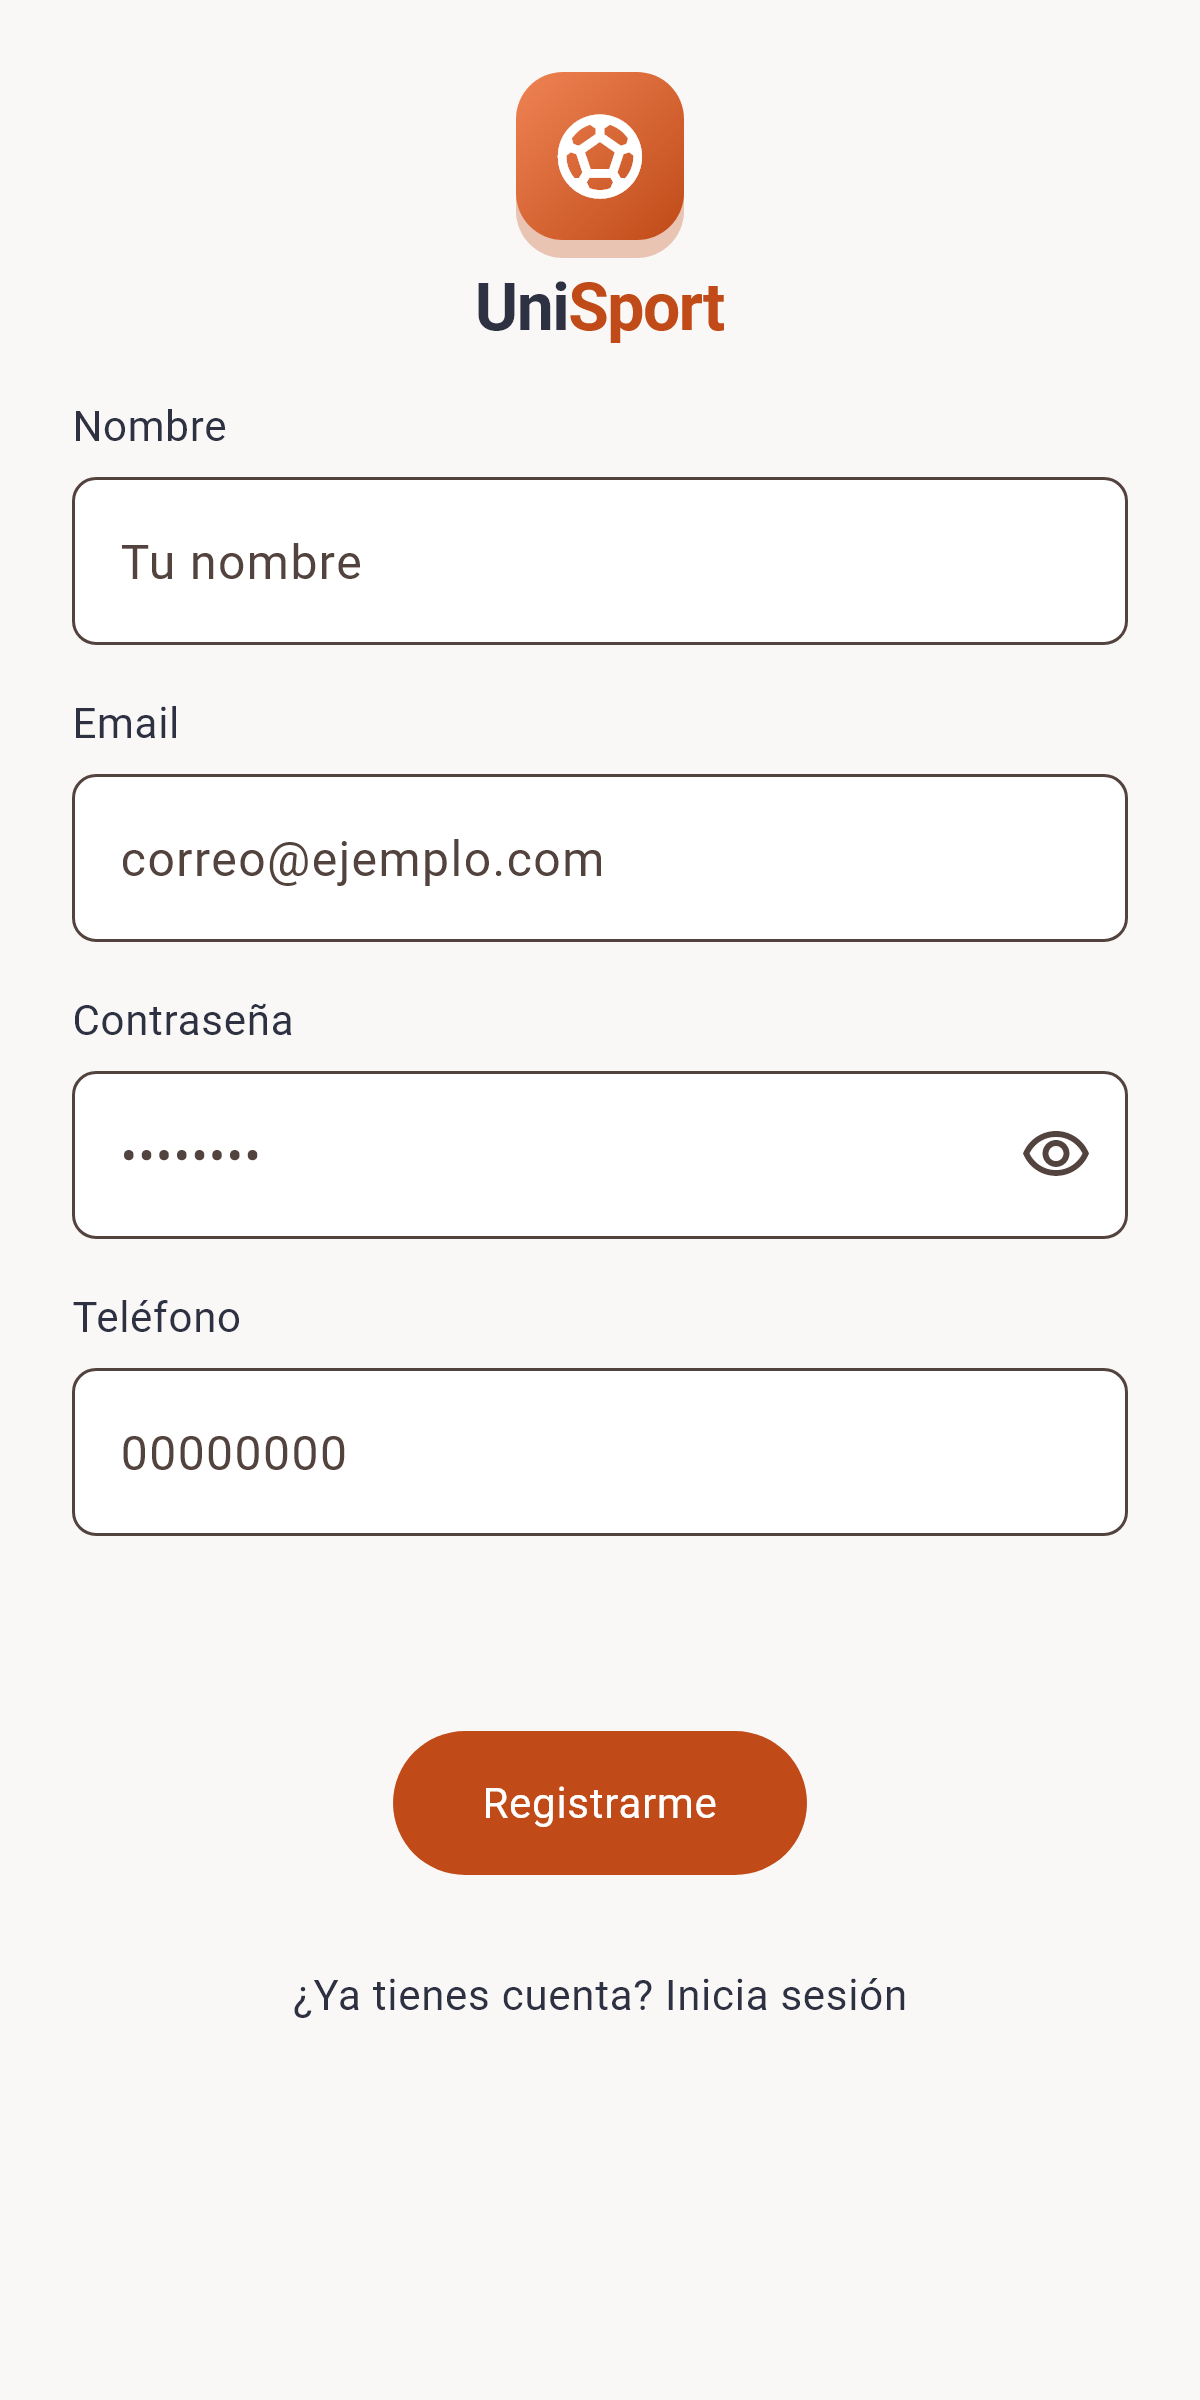 UniSport
Nombre
Tu nombre
Email
correo@ejemplo.com
Contraseña
••••••••
Teléfono
00000000
Registrarme
¿Ya tienes cuenta? Inicia sesión